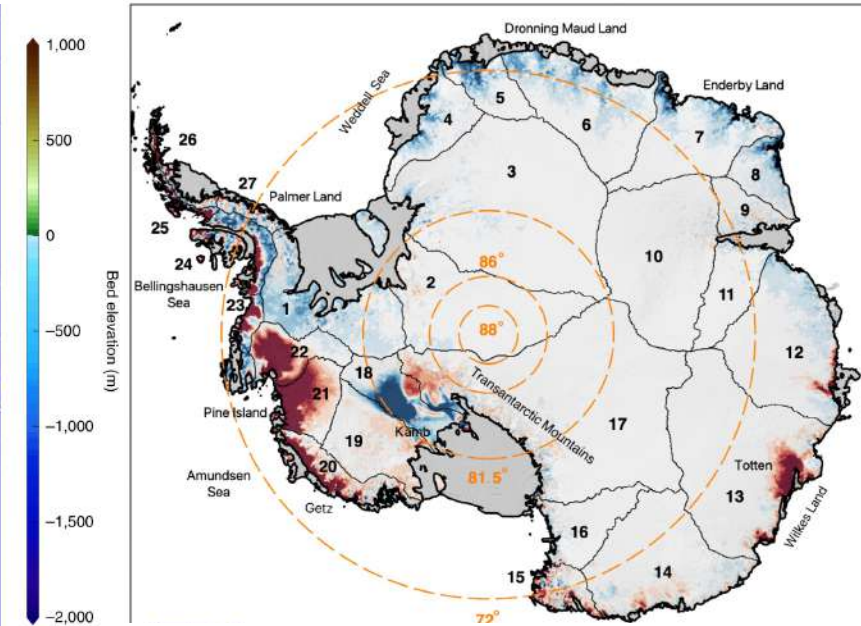 1,000
500
0
−500
−1,000
−1,500
−2,000
Bed elevation (m)
Dronning Maud Land
Enderby Land
Weddell Sea
Palmer Land
Bellingshausen
Sea
Pine Island
Amundsen
Sea
Getz
Kamb
Transantarctic Mountains
Totten
Wilkes Land
86°
88°
81.5°
72°
1
2
3
4
5
6
7
8
9
10
11
12
13
14
15
16
17
18
19
20
21
22
23
24
25
26
27